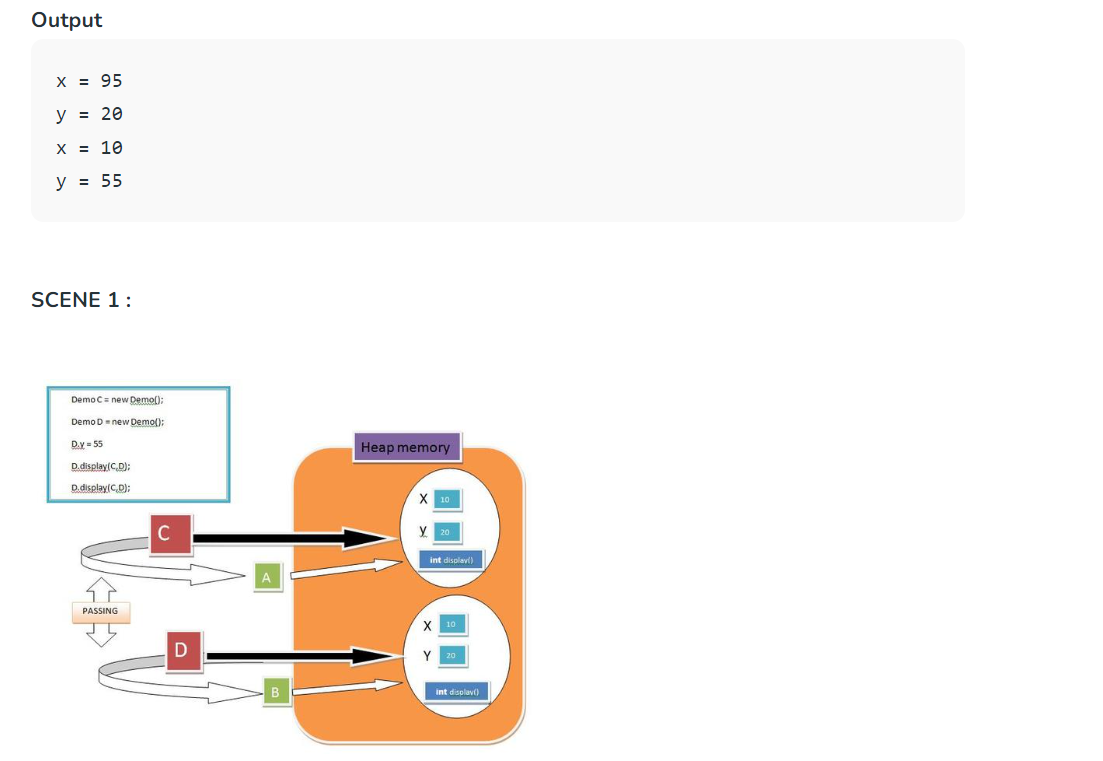 Output
x = 95
y = 20
x = 10
y = 55
SCENE 1 :
Demo C = new Demo();
Demo D = new Demo();
D.y = 55
D.display(C,D);
D.display(C,D);
Heap memory
X 10
y 20
int display()
C
A
PASSING
X 10
Y 20
int display()
D
B